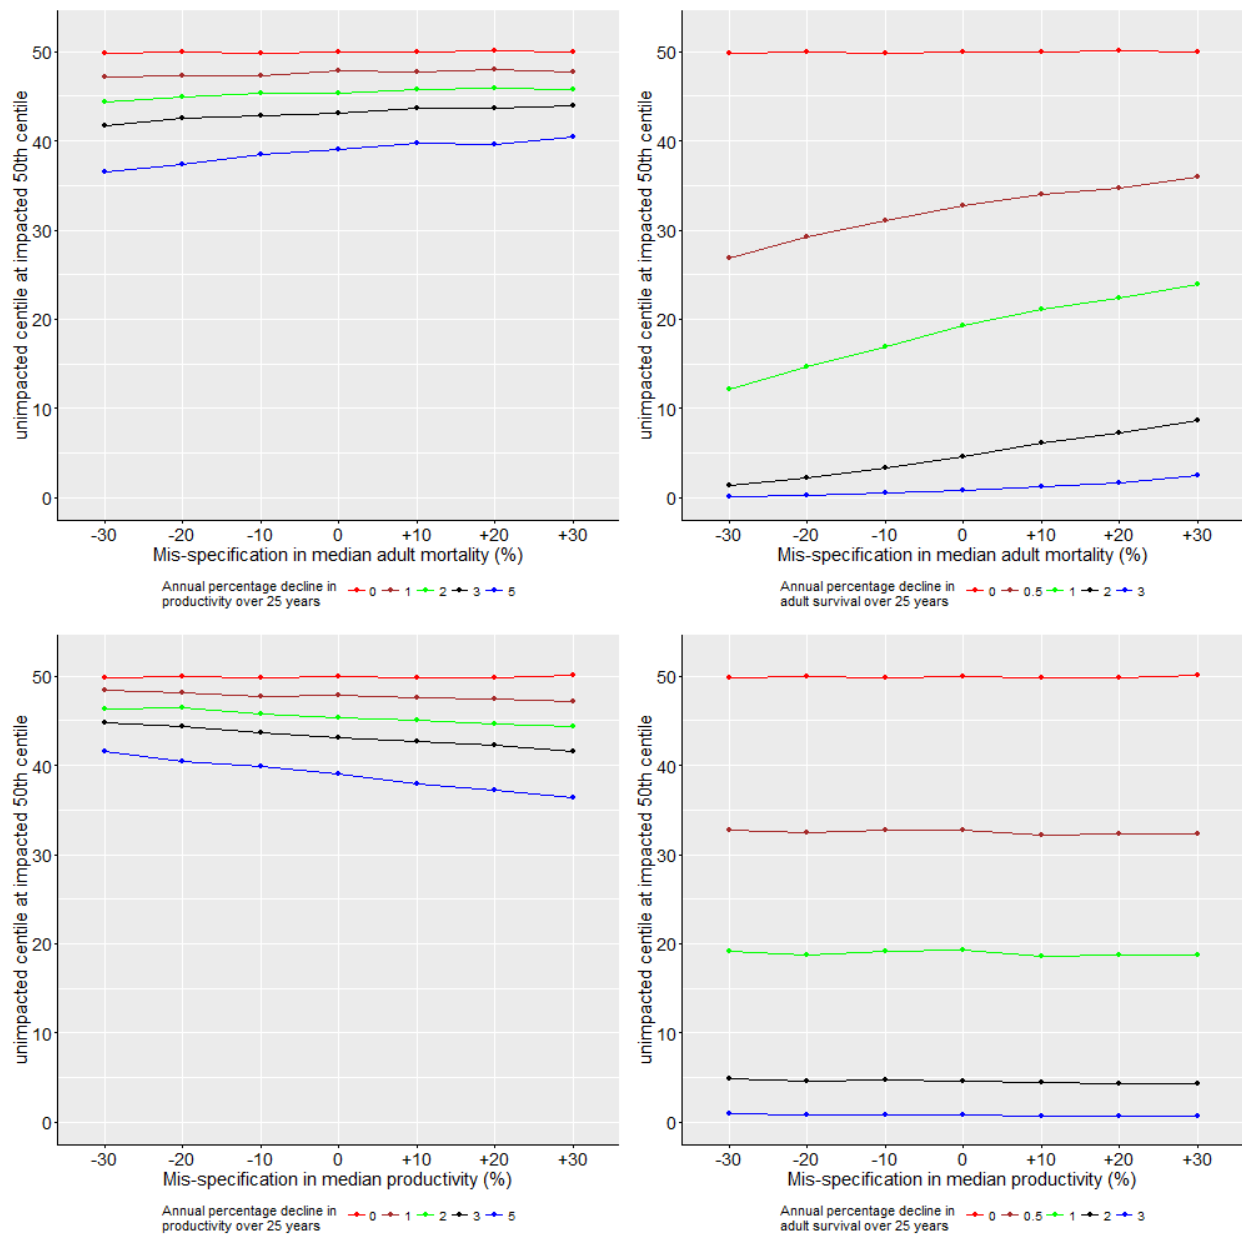 unimpacted centile at impacted 50th centile
50
40
30
20
10
0
-30 -20 -10 0 +10 +20 +30
Mis-specification in median adult mortality (%)
Annual percentage decline in
productivity over 25 years
0 1 2 3 5
unimpacted centile at impacted 50th centile
50
40
30
20
10
0
-30 -20 -10 0 +10 +20 +30
Mis-specification in median adult mortality (%)
Annual percentage decline in
adult survival over 25 years
0 0.5 1 2 3
unimpacted centile at impacted 50th centile
50
40
30
20
10
0
-30 -20 -10 0 +10 +20 +30
Mis-specification in median productivity (%)
Annual percentage decline in
productivity over 25 years
0 1 2 3 5
unimpacted centile at impacted 50th centile
50
40
30
20
10
0
-30 -20 -10 0 +10 +20 +30
Mis-specification in median productivity (%)
Annual percentage decline in
adult survival over 25 years
0 0.5 1 2 3